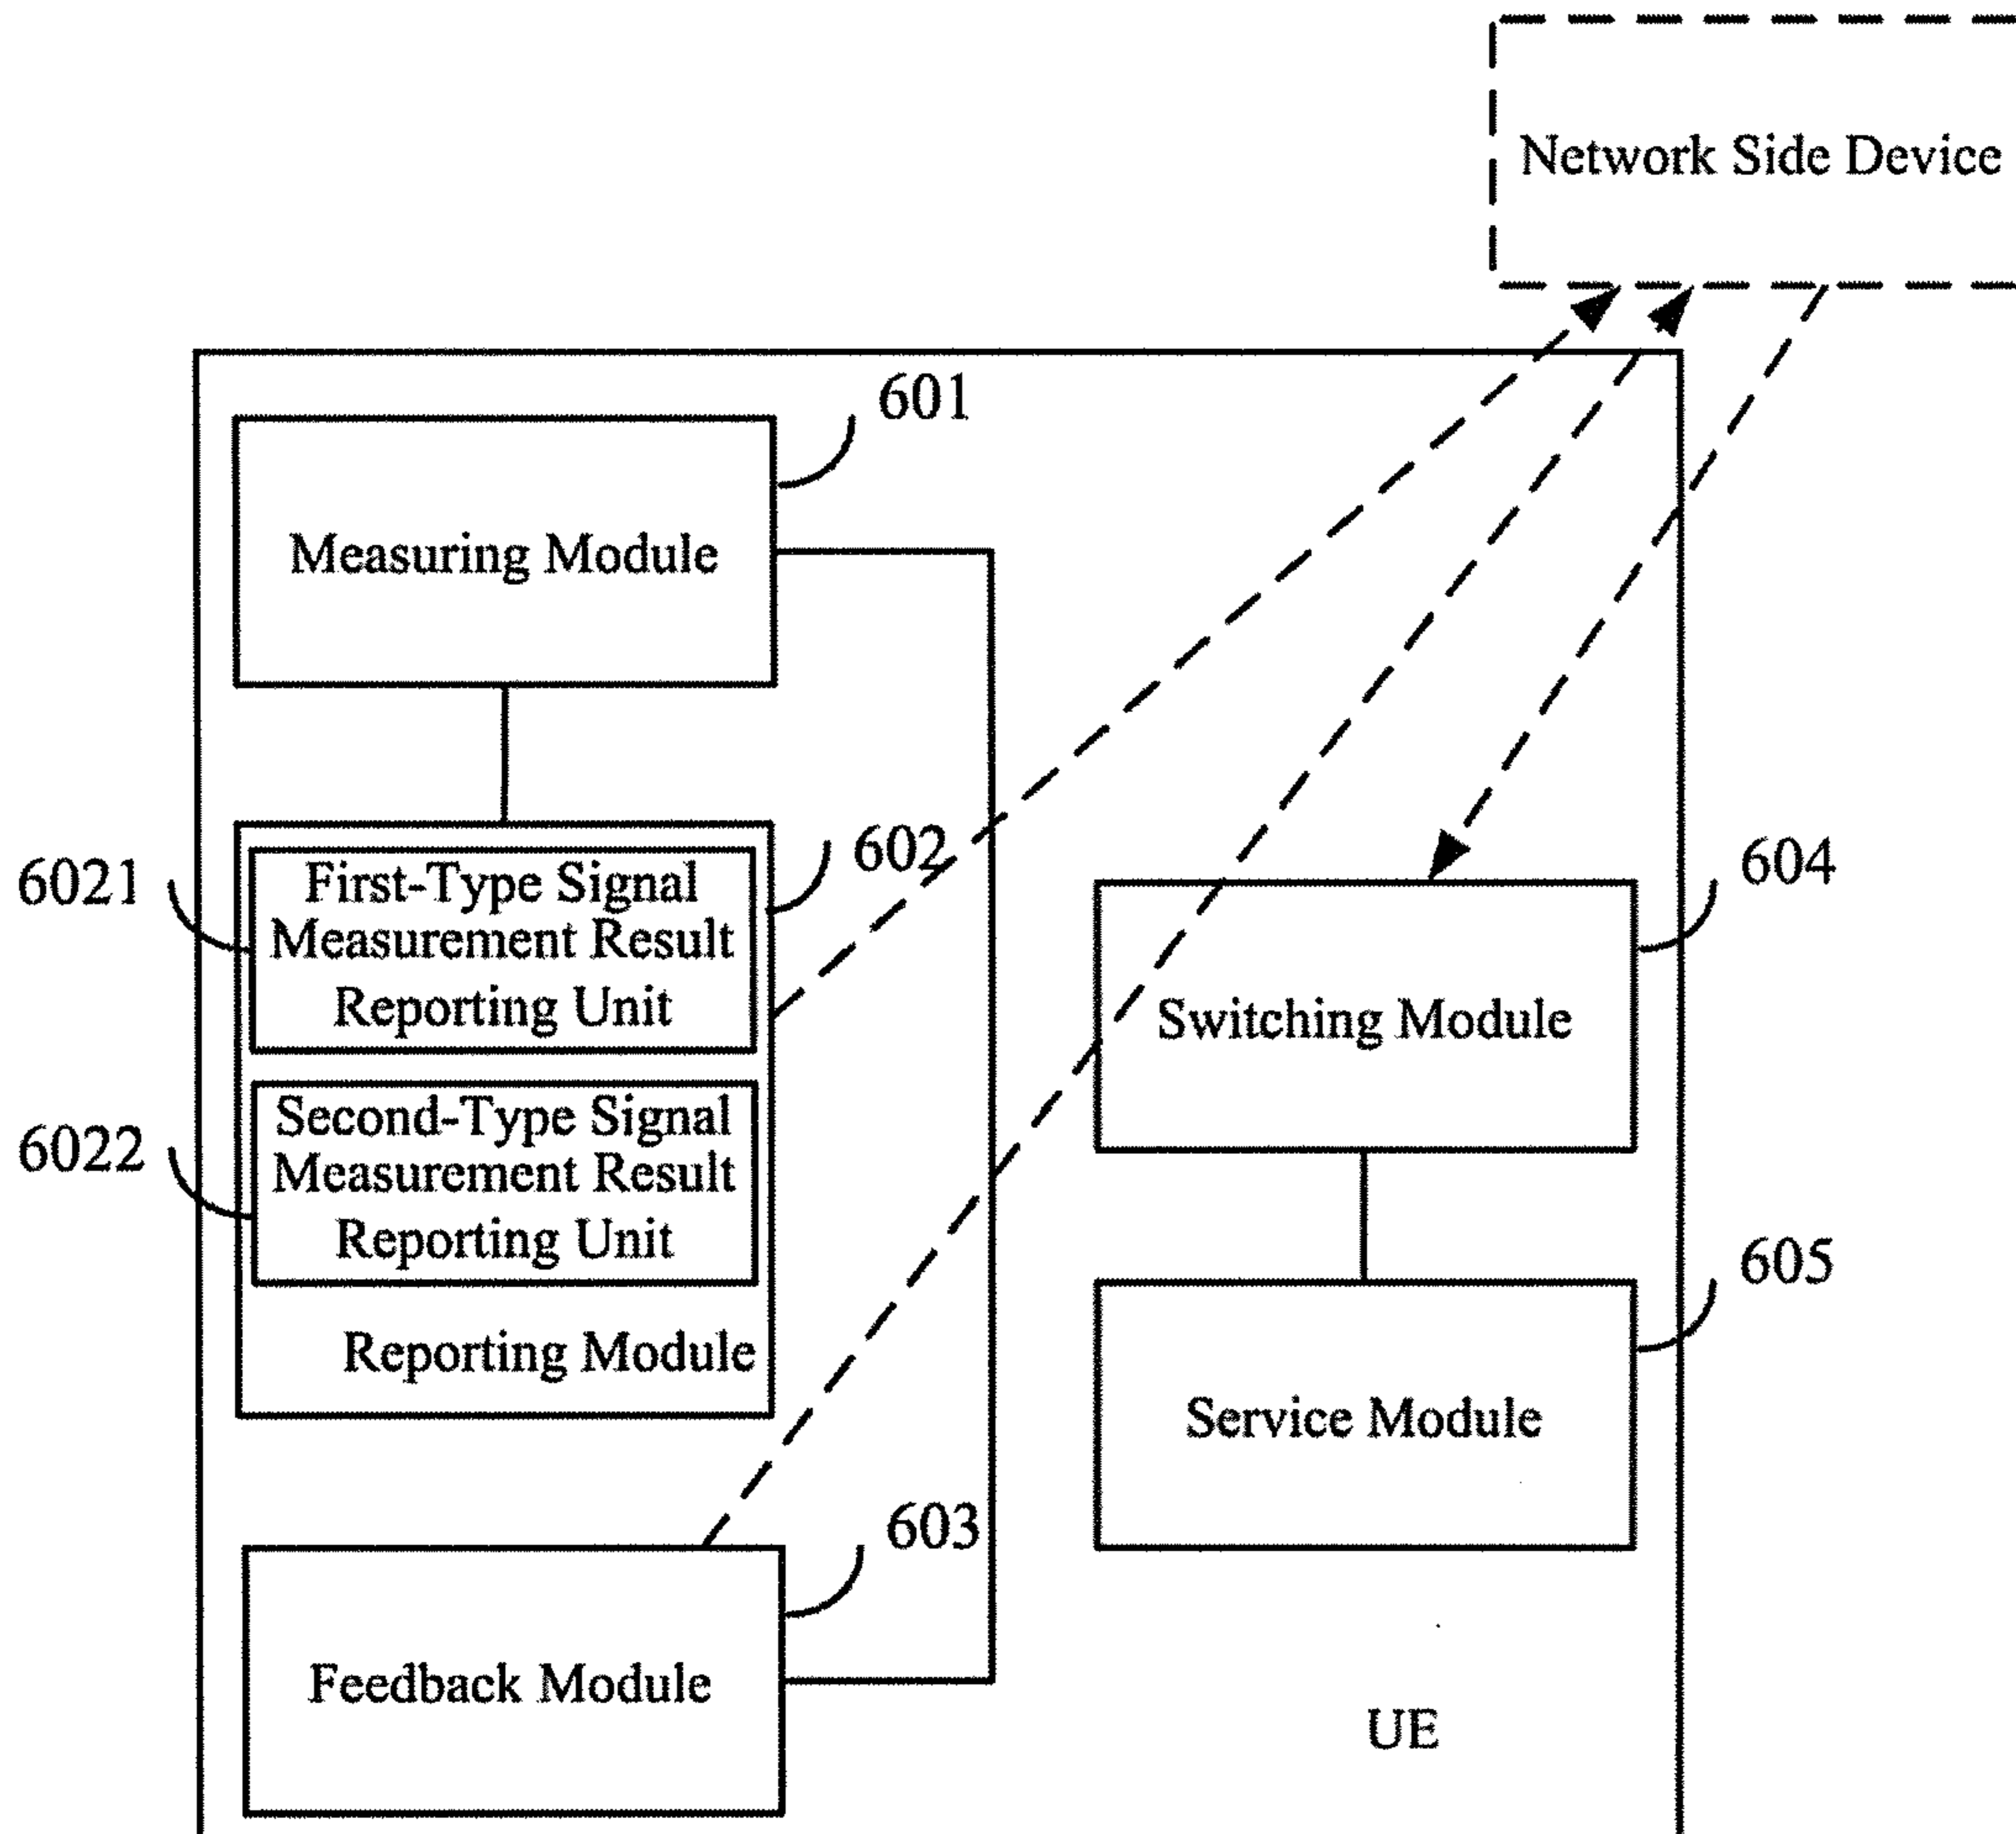 Network Side Device
601
Measuring Module
602
6021
First-Type Signal
Measurement Result
Reporting Unit
604
Switching Module
6022
Second-Type Signal
Measurement Result
Reporting Unit
Reporting Module
605
Service Module
603
Feedback Module
UE